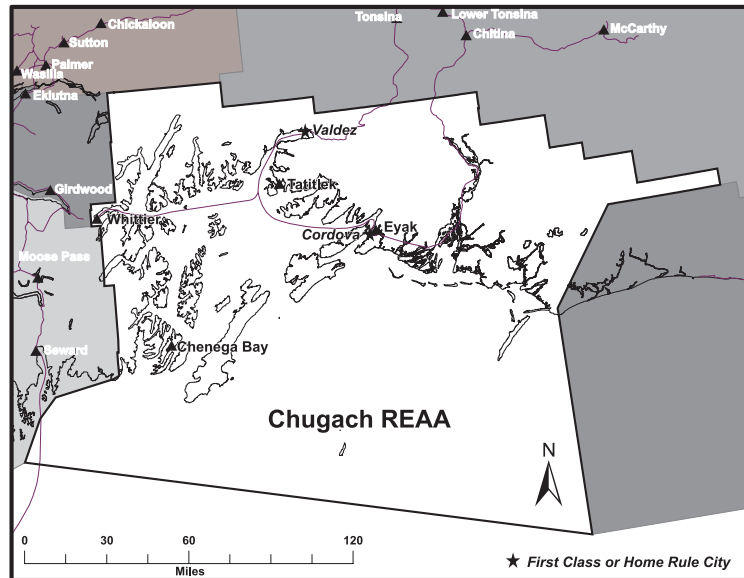 Chickaloon
Sutton
Palmer
Wasilla
Eklutna
Tonsina
Lower Tonsina
Chitina
McCarthy
Valdez
Girdwood
Tatitlek
Whittier
Cordova
Eyak
Moose Pass
Seward
Chenega Bay
Chugach REAA
N
0 30 60 120
Miles
First Class or Home Rule City